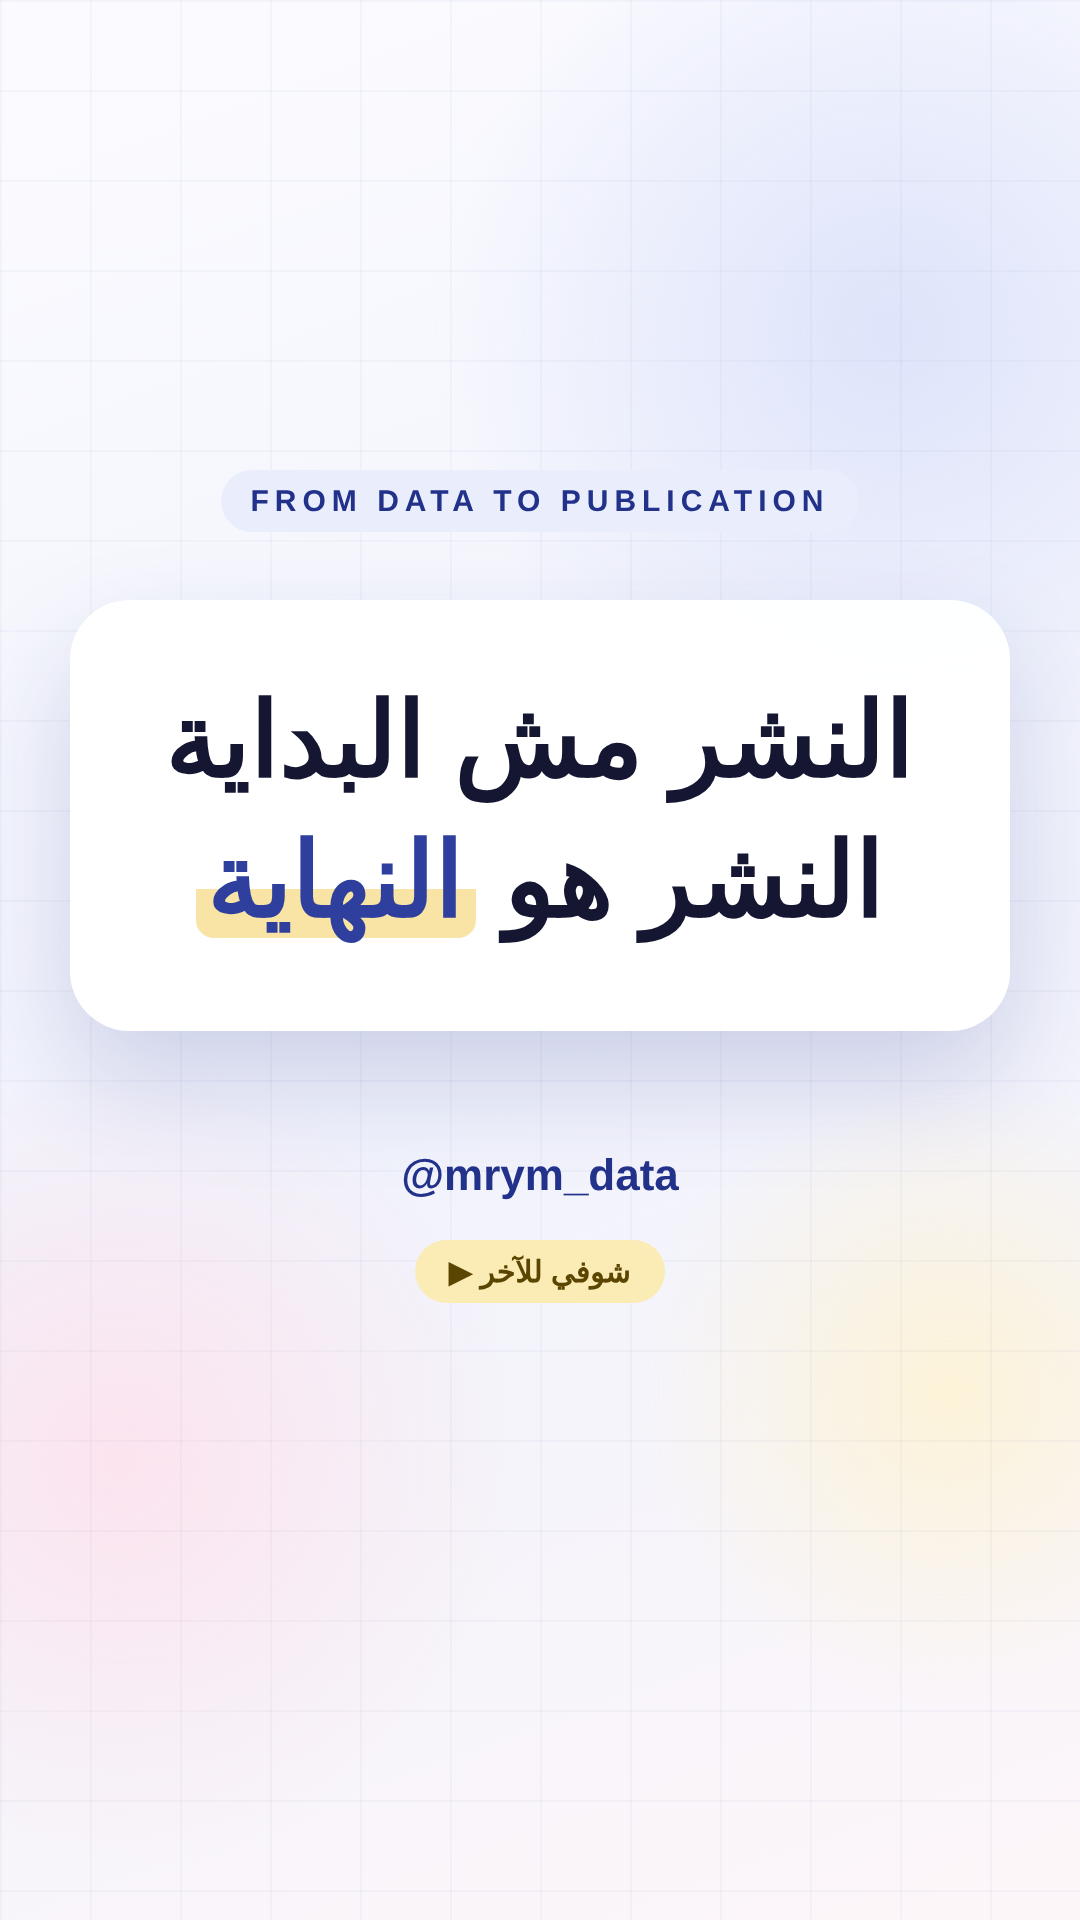 FROM DATA TO PUBLICATION
النشر مش البداية
النشر هو النهاية
@mrym_data
شوفي للآخر ▶